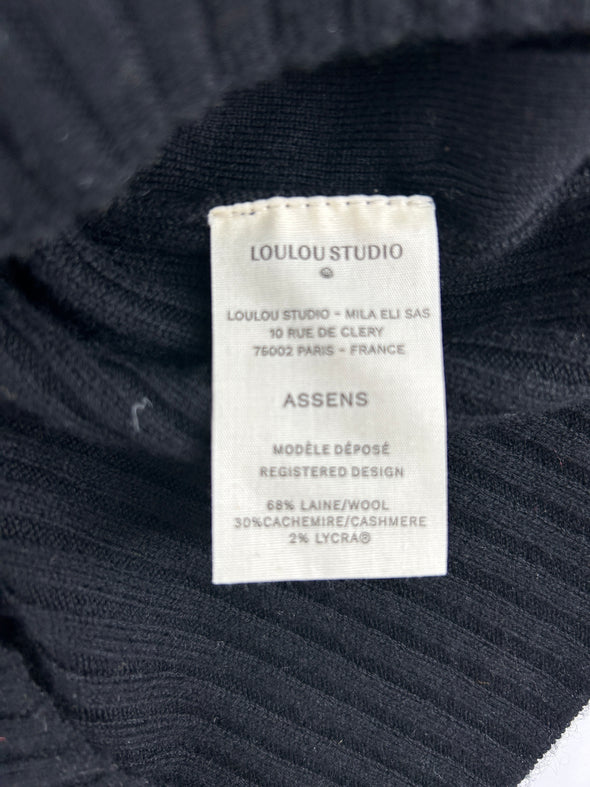 LOULOU STUDIO
LOULOU STUDIO - MILA ELI SAS
10 RUE DE CLERY
75002 PARIS - FRANCE
ASSENS
MODÈLE DÉPOSÉ
REGISTERED DESIGN
68% LAINE/WOOL
30%CACHEMIRE/CASHMERE
2% LYCRA®